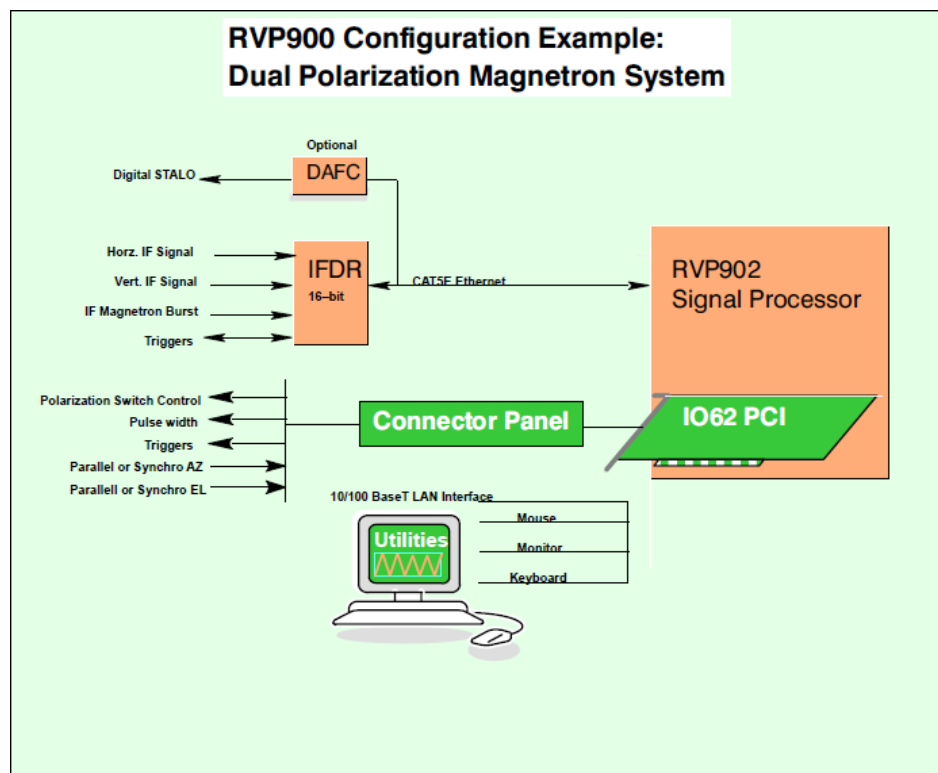 RVP900 Configuration Example:
Dual Polarization Magnetron System
Optional
DAFC
Digital STALO
Horz. IF Signal
Vert. IF Signal
IF Magnetron Burst
Triggers
IFDR
16-bit
CAT5E Ethernet
RVP902
Signal Processor
Polarization Switch Control
Pulse width
Triggers
Parallel or Synchro AZ
Parallell or Synchro EL
Connector Panel
IO62 PCI
10/100 BaseT LAN Interface
Mouse
Monitor
Keyboard
Utilities